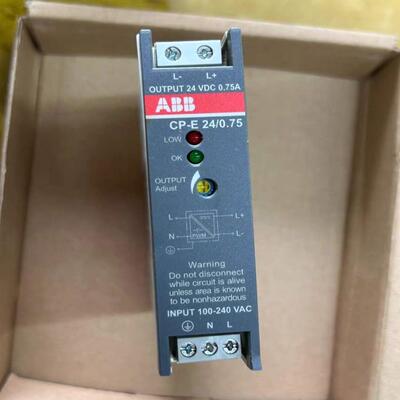 L- L+
OUTPUT 24 VDC 0.75A
ABB
CP-E 24/0.75
LOW
OK
OUTPUT
Adjust
L L+
N PWM L-
Warning
Do not disconnect
while circuit is alive
unless area is known
to be nonhazardous
INPUT 100-240 VAC
N L